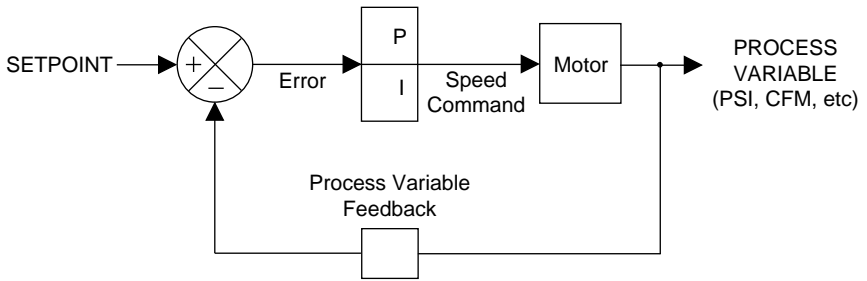 SETPOINT
+
−
Error
P
I
Speed
Command
Motor
PROCESS
VARIABLE
(PSI, CFM, etc)
Process Variable
Feedback